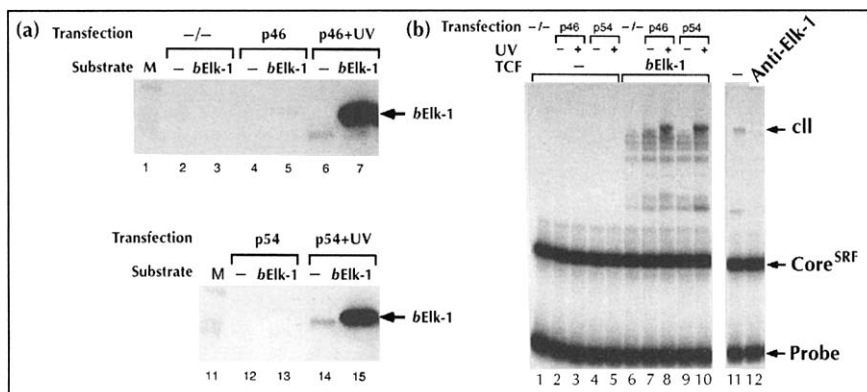 (a)
Transfection –/– p46 p46+UV
Substrate M – bElk-1 – bElk-1 – bElk-1
bElk-1
1 2 3 4 5 6 7
Transfection p54 p54+UV
Substrate M – bElk-1 – bElk-1
bElk-1
11 12 13 14 15
(b)
Transfection –/– p46 p54 –/– p46 p54
UV – + – + – + – +
TCF – bElk-1
– Anti-Elk-1
cII
Core SRF
Probe
1 2 3 4 5 6 7 8 9 10 11 12